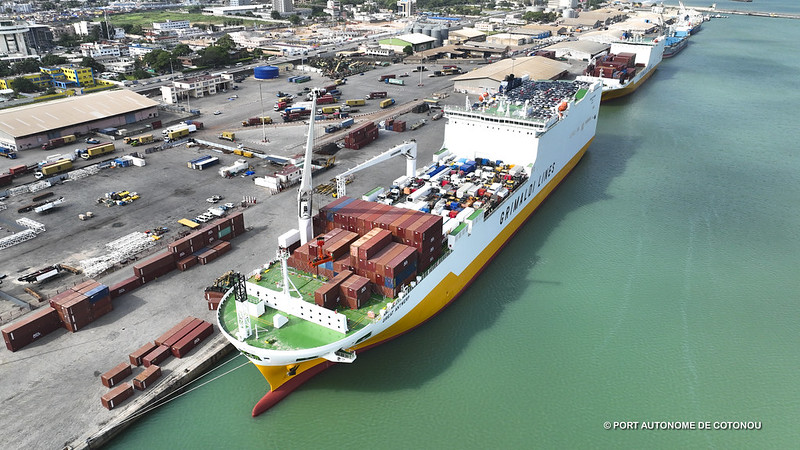 GRIMALDI LINES
© PORT AUTONOME DE COTONOU